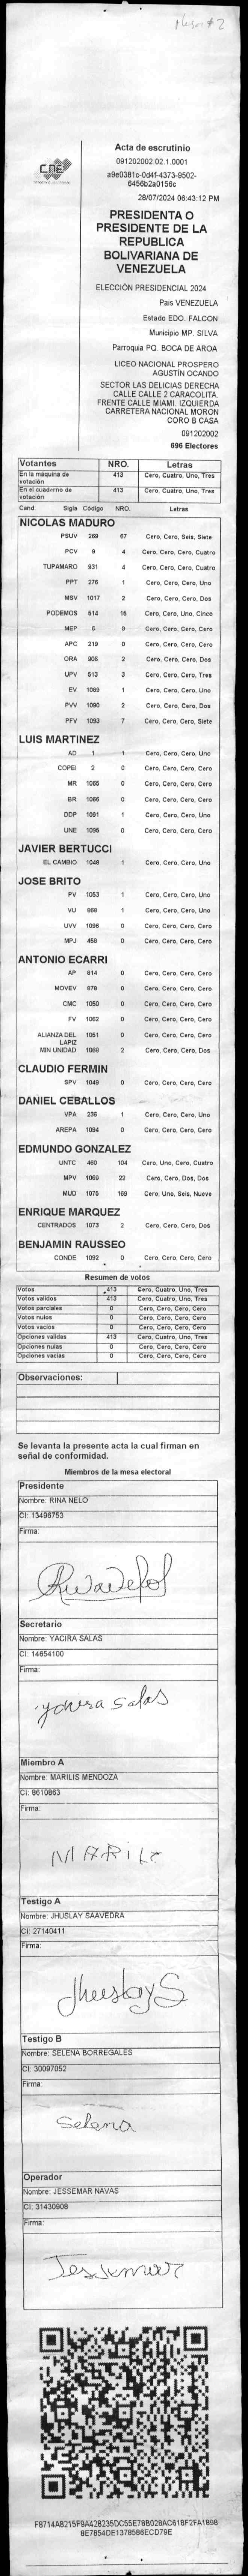 Mesa # 2
CNE
Acta de escrutinio
091202002.02.1.0001
a9e0381c-0d4f-4373-9502-
6456b2a0156c
28/07/2024 06:43:12 PM
PRESIDENTA O
PRESIDENTE DE LA
REPUBLICA
BOLIVARIANA DE
VENEZUELA
ELECCIÓN PRESIDENCIAL 2024
Pais VENEZUELA
Estado EDO. FALCON
Municipio MP. SILVA
Parroquia PQ. BOCA DE AROA
LICEO NACIONAL PROSPERO
AGUSTÍN OCANDO
SECTOR LAS DELICIAS DERECHA
CALLE CALLE 2 CARACOLITA.
FRENTE CALLE MIAMI. IZQUIERDA
CARRETERA NACIONAL MORON
CORO B CASA
091202002
696 Electores
Votantes NRO. Letras
En la máquina de votación 413 Cero, Cuatro, Uno, Tres
En el cuaderno de votación 413 Cero, Cuatro, Uno, Tres
Cand. Sigla Código NRO. Letras
NICOLAS MADURO
PSUV 269 67 Cero, Cero, Seis, Siete
PCV 9 4 Cero, Cero, Cero, Cuatro
TUPAMARO 931 4 Cero, Cero, Cero, Cuatro
PPT 276 1 Cero, Cero, Cero, Uno
MSV 1017 2 Cero, Cero, Cero, Dos
PODEMOS 514 15 Cero, Cero, Uno, Cinco
MEP 6 0 Cero, Cero, Cero, Cero
APC 219 0 Cero, Cero, Cero, Cero
ORA 906 2 Cero, Cero, Cero, Dos
UPV 513 3 Cero, Cero, Cero, Tres
EV 1099 1 Cero, Cero, Cero, Uno
PVV 1090 2 Cero, Cero, Cero, Dos
PFV 1093 7 Cero, Cero, Cero, Siete
LUIS MARTINEZ
AD 1 1 Cero, Cero, Cero, Uno
COPEI 2 0 Cero, Cero, Cero, Cero
MR 1065 0 Cero, Cero, Cero, Cero
BR 1066 0 Cero, Cero, Cero, Cero
DDP 1091 1 Cero, Cero, Cero, Uno
UNE 1095 0 Cero, Cero, Cero, Cero
JAVIER BERTUCCI
EL CAMBIO 1048 1 Cero, Cero, Cero, Uno
JOSE BRITO
PV 1053 1 Cero, Cero, Cero, Uno
VU 968 1 Cero, Cero, Cero, Uno
UVV 1096 0 Cero, Cero, Cero, Cero
MPJ 459 0 Cero, Cero, Cero, Cero
ANTONIO ECARRI
AP 814 0 Cero, Cero, Cero, Cero
MOVEV 970 0 Cero, Cero, Cero, Cero
CMC 1050 0 Cero, Cero, Cero, Cero
FV 1062 0 Cero, Cero, Cero, Cero
ALIANZA DEL LAPIZ 1051 0 Cero, Cero, Cero, Cero
MIN UNIDAD 1068 2 Cero, Cero, Cero, Dos
CLAUDIO FERMIN
SPV 1049 0 Cero, Cero, Cero, Cero
DANIEL CEBALLOS
VPA 236 1 Cero, Cero, Cero, Uno
AREPA 1094 0 Cero, Cero, Cero, Cero
EDMUNDO GONZALEZ
UNTC 460 104 Cero, Uno, Cero, Cuatro
MPV 1069 22 Cero, Cero, Dos, Dos
MUD 1075 169 Cero, Uno, Seis, Nueve
ENRIQUE MARQUEZ
CENTRADOS 1073 2 Cero, Cero, Cero, Dos
BENJAMIN RAUSSEO
CONDE 1092 0 Cero, Cero, Cero, Cero
Resumen de votos
Votos 413 Cero, Cuatro, Uno, Tres
Votos validos 413 Cero, Cuatro, Uno, Tres
Votos parciales 0 Cero, Cero, Cero, Cero
Votos nulos 0 Cero, Cero, Cero, Cero
Votos vacios 0 Cero, Cero, Cero, Cero
Opciones validas 413 Cero, Cuatro, Uno, Tres
Opciones nulas 0 Cero, Cero, Cero, Cero
Opciones vacias 0 Cero, Cero, Cero, Cero
Observaciones:
Se levanta la presente acta la cual firman en
señal de conformidad.
Miembros de la mesa electoral
Presidente
Nombre: RINA NELO
CI: 13496753
Firma:
Secretario
Nombre: YACIRA SALAS
CI: 14654100
Firma:
yacira salas
Miembro A
Nombre: MARILIS MENDOZA
CI: 8610863
Firma:
Testigo A
Nombre: JHUSLAY SAAVEDRA
CI: 27140411
Firma:
Jhuslay S
Testigo B
Nombre: SELENA BORREGALES
CI: 30097052
Firma:
Selena
Operador
Nombre: JESSEMAR NAVAS
CI: 31430908
Firma:
Jessemar
F8714A8215F9A428235DC55E78B028AC618F2FA1898
8E7854DE1378586ECD79E